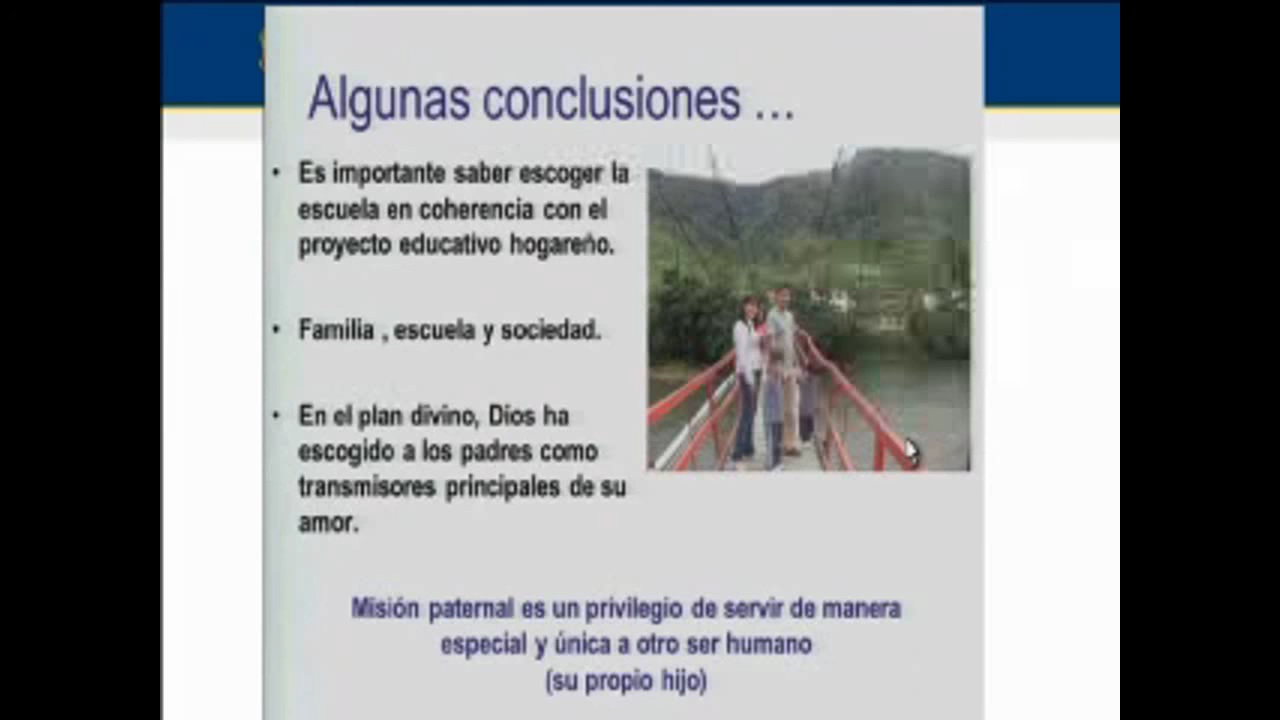 Algunas conclusiones ...
• Es importante saber escoger la
escuela en coherencia con el
proyecto educativo hogareño.
• Familia , escuela y sociedad.
• En el plan divino, Dios ha
escogido a los padres como
transmisores principales de su
amor.
Misión paternal es un privilegio de servir de manera
especial y única a otro ser humano
(su propio hijo)